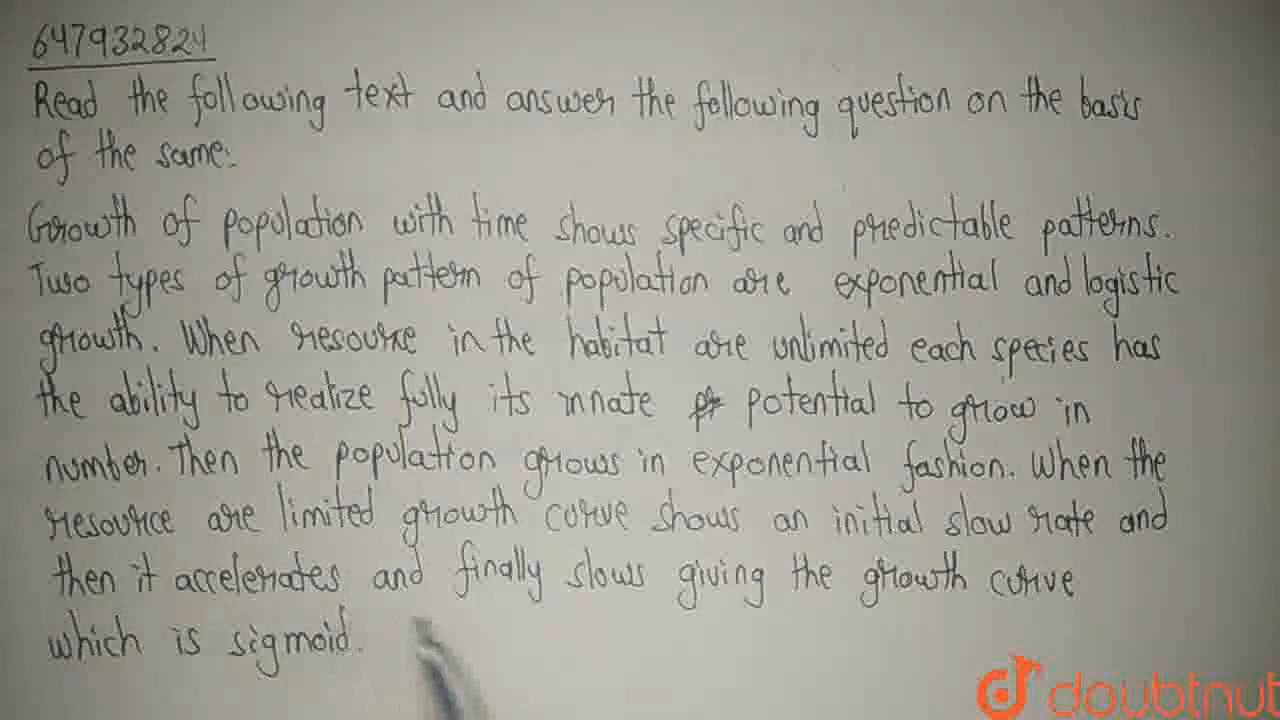 647932824
Read the following text and answer the following question on the basis
of the same:
Growth of population with time shows specific and predictable patterns.
Two types of growth pattern of population are exponential and logistic
growth. When resource in the habitat are unlimited each species has
the ability to realize fully its innate potential to grow in
number. Then the population grows in exponential fashion. When the
resource are limited growth curve shows an initial slow rate and
then it accelerates and finally slows giving the growth curve
which is sigmoid.
doubtnut